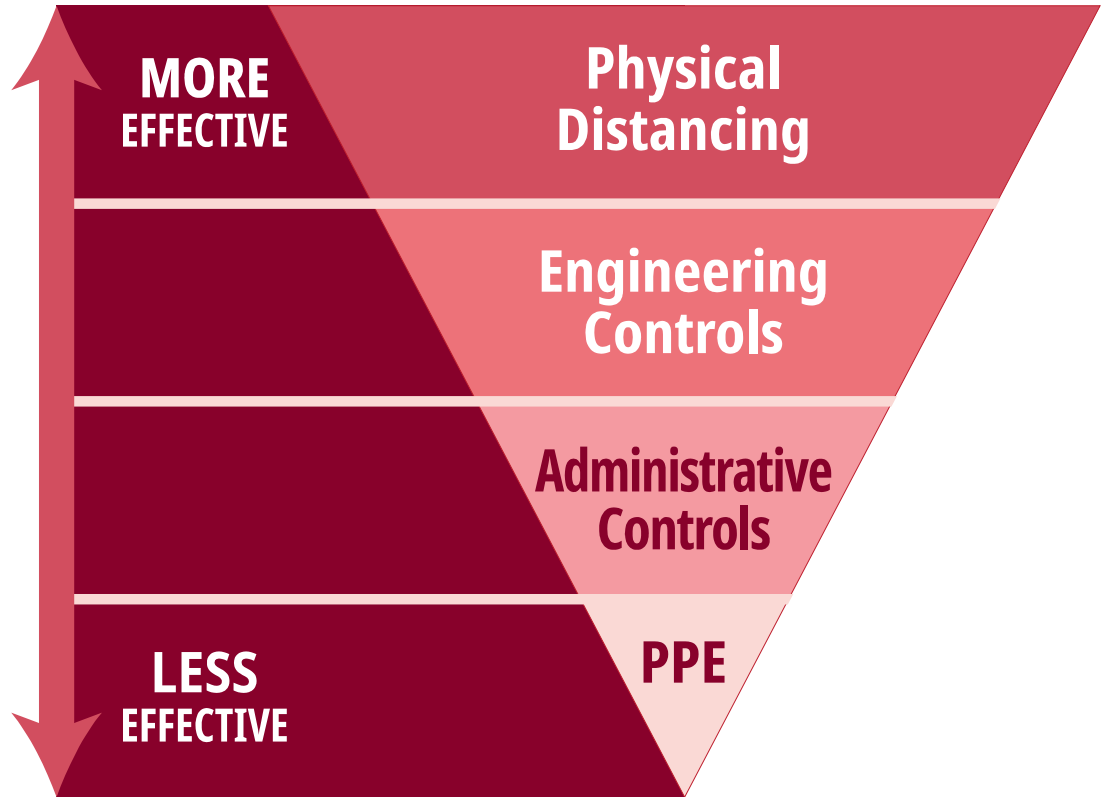 MORE
EFFECTIVE
Physical
Distancing
Engineering
Controls
Administrative
Controls
LESS
EFFECTIVE
PPE